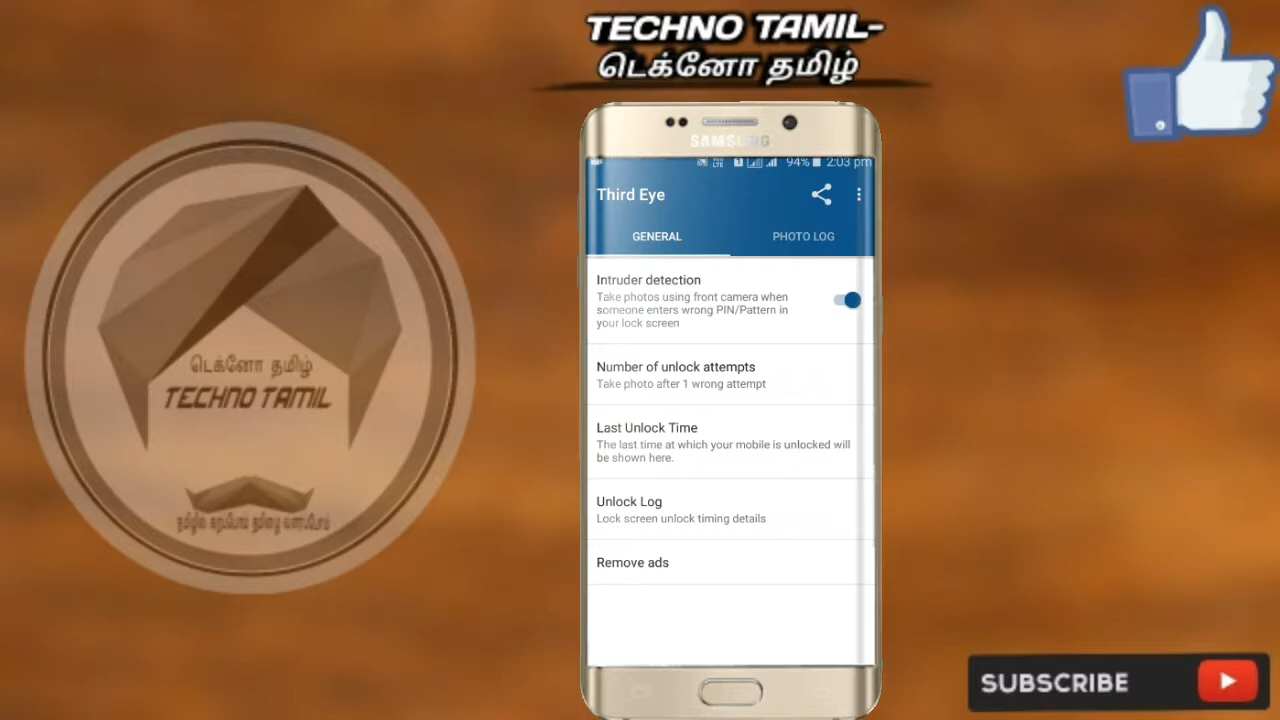 TECHNO TAMIL-
டெக்னோ தமிழ்
SAMSUNG
94% 2:03 pm
Third Eye
GENERAL
PHOTO LOG
Intruder detection
Take photos using front camera when
someone enters wrong PIN/Pattern in
your lock screen
Number of unlock attempts
Take photo after 1 wrong attempt
Last Unlock Time
The last time at which your mobile is unlocked will
be shown here.
Unlock Log
Lock screen unlock timing details
Remove ads
டெக்னோ தமிழ்
TECHNO TAMIL
SUBSCRIBE